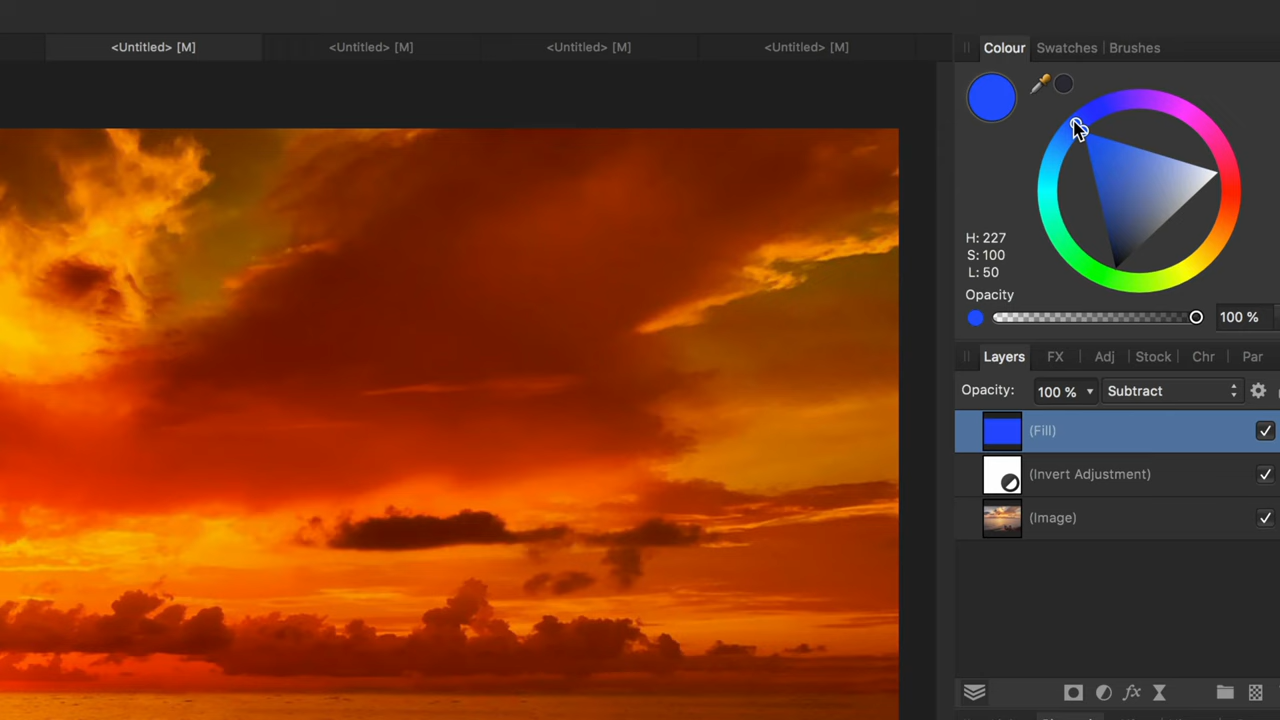 <Untitled> [M]
<Untitled> [M]
<Untitled> [M]
<Untitled> [M]
Colour
Swatches
Brushes
H: 227
S: 100
L: 50
Opacity
100 %
Layers
FX
Adj
Stock
Chr
Par
Opacity:
100 %
Subtract
(Fill)
(Invert Adjustment)
(Image)
fx